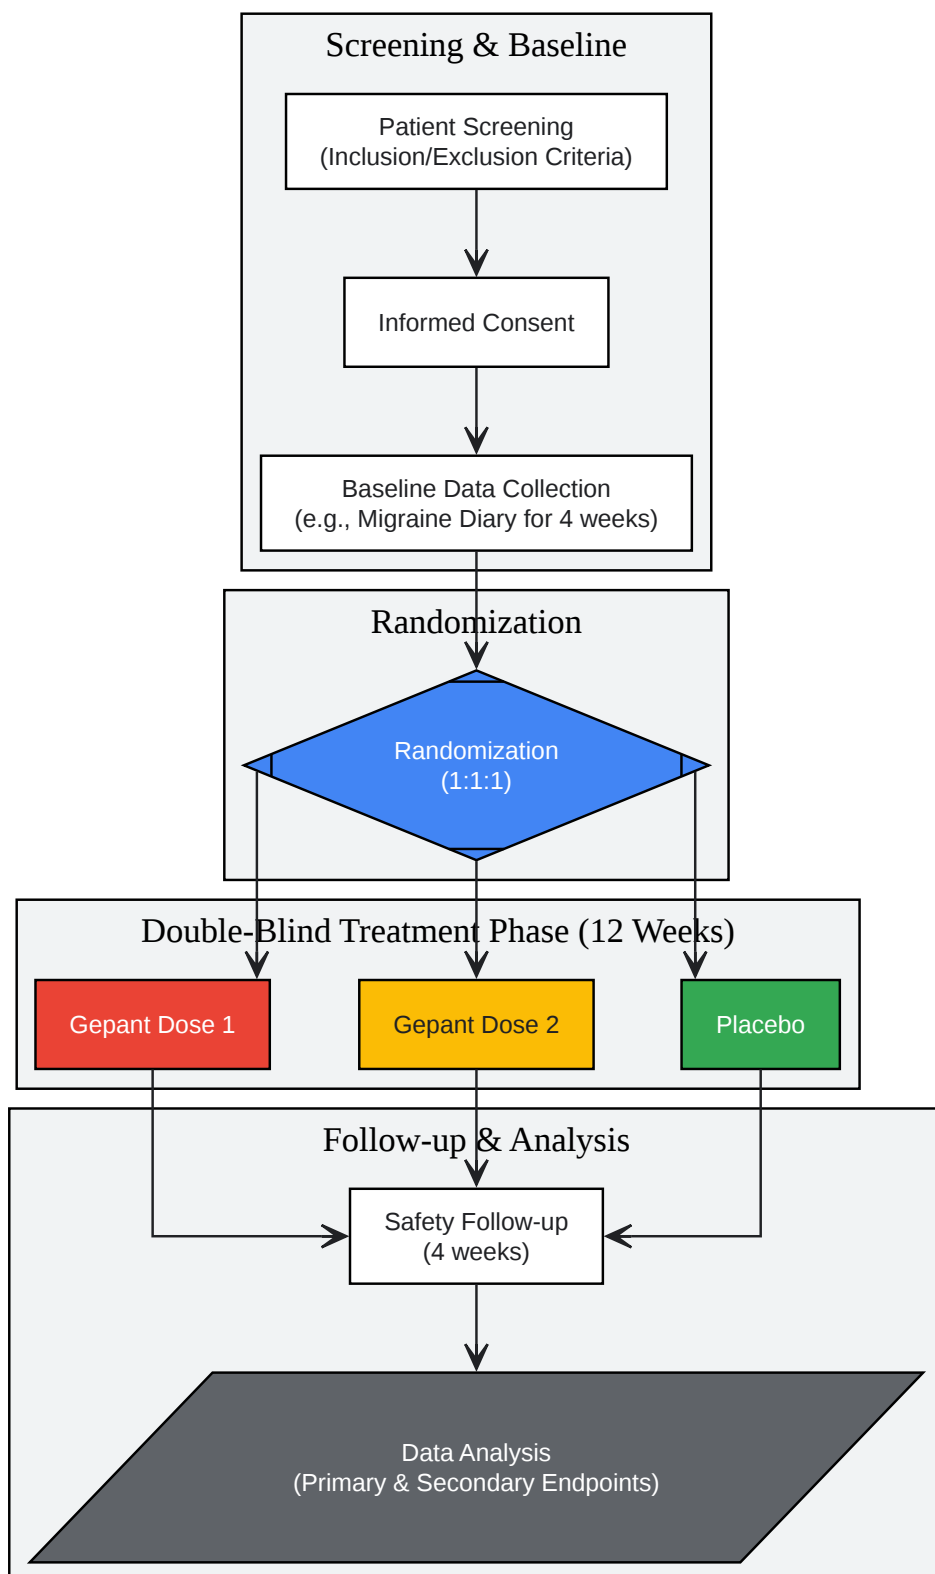 Screening & Baseline
Patient Screening
(Inclusion/Exclusion Criteria)
Informed Consent
Baseline Data Collection
(e.g., Migraine Diary for 4 weeks)
Randomization
Randomization
(1:1:1)
Double-Blind Treatment Phase (12 Weeks)
Gepant Dose 1
Gepant Dose 2
Placebo
Follow-up & Analysis
Safety Follow-up
(4 weeks)
Data Analysis
(Primary & Secondary Endpoints)